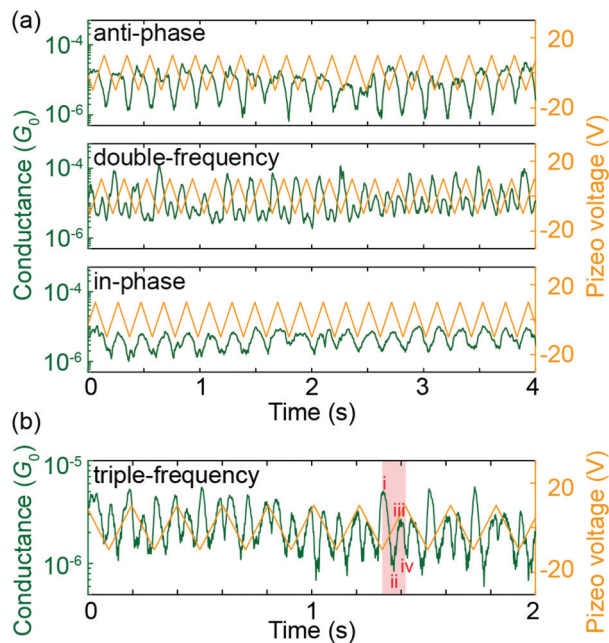 (a)
anti-phase
10⁻⁴
10⁻⁶
20
-20
double-frequency
10⁻⁴
10⁻⁶
20
-20
in-phase
10⁻⁴
10⁻⁶
20
-20
Conductance (G₀)
Pizeo voltage (V)
0 1 2 3 4
Time (s)
(b)
triple-frequency
10⁻⁵
10⁻⁶
20
-20
i
iii
ii
iv
Conductance (G₀)
Pizeo voltage (V)
0 1 2
Time (s)